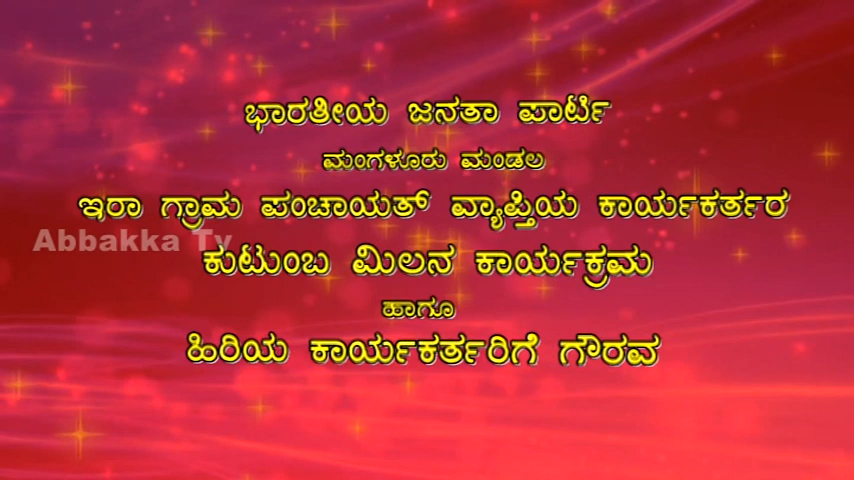 ಭಾರತೀಯ ಜನತಾ ಪಾರ್ಟಿ
ಮಂಗಳೂರು ಮಂಡಲ
ಇರಾ ಗ್ರಾಮ ಪಂಚಾಯತ್ ವ್ಯಾಪ್ತಿಯ ಕಾರ್ಯಕರ್ತರ
Abbakka Tv
ಕುಟುಂಬ ಮಿಲನ ಕಾರ್ಯಕ್ರಮ
ಹಾಗೂ
ಹಿರಿಯ ಕಾರ್ಯಕರ್ತರಿಗೆ ಗೌರವ